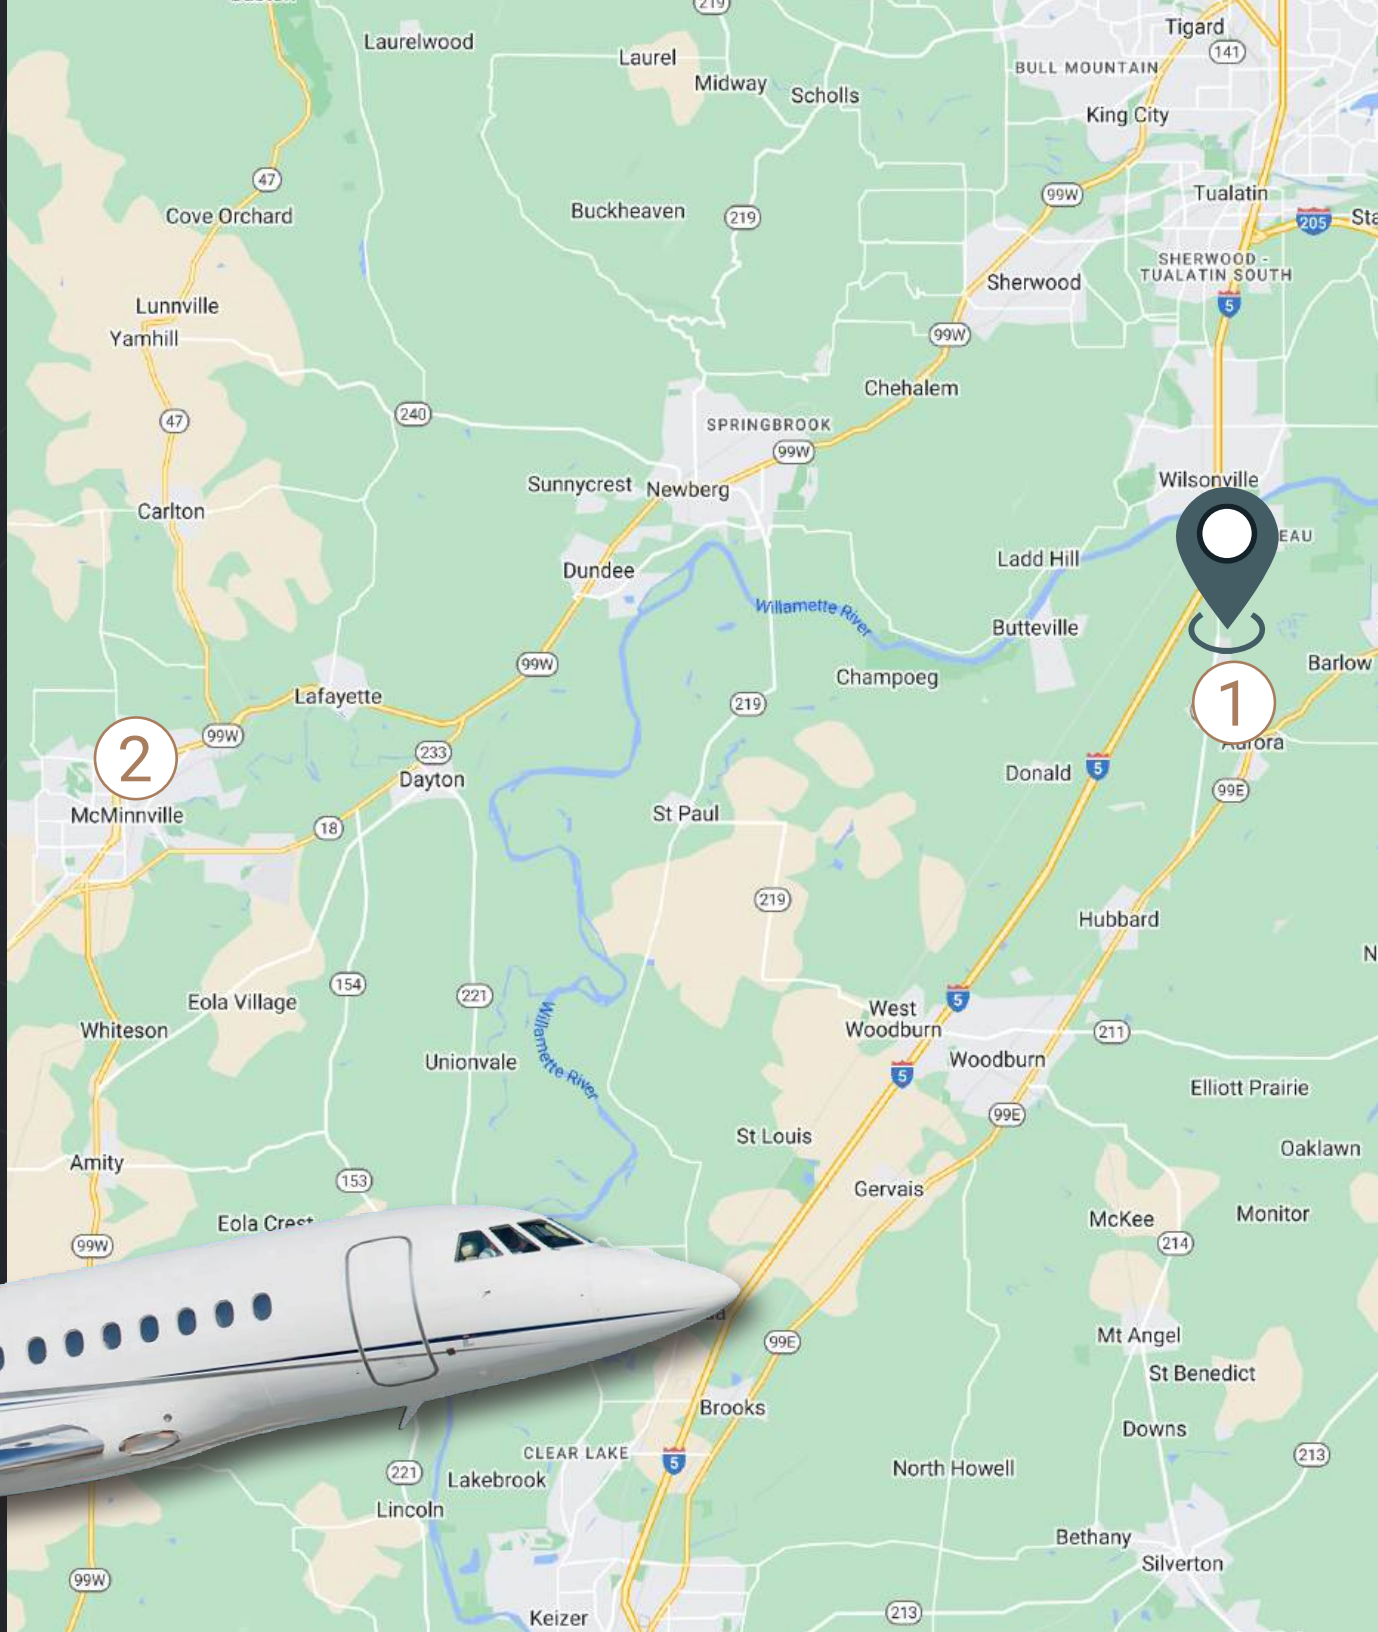 219
Laurelwood
Laurel
Midway
Scholls
Tigard
141
BULL MOUNTAIN
King City
47
Cove Orchard
Buckheaven
219
99W
Tualatin
205
SHERWOOD -
TUALATIN SOUTH
Sherwood
5
Lunnville
Yamhill
99W
Chehalem
240
47
SPRINGBROOK
99W
Carlton
Sunnycrest
Newberg
Wilsonville
EAU
Ladd Hill
Dundee
Willamette River
Butteville
99W
Champoeg
Barlow
Lafayette
219
1
Aurora
99W
2
233
Dayton
Donald
5
99E
McMinnville
18
St Paul
219
Hubbard
154
221
Eola Village
Whiteson
Willamette River
West
Woodburn
5
211
Unionvale
5
Woodburn
Elliott Prairie
99E
St Louis
Oaklawn
Amity
153
Gervais
Eola Crest
McKee
Monitor
99W
214
99E
Mt Angel
St Benedict
Brooks
Downs
CLEAR LAKE
5
221
Lakebrook
North Howell
213
Lincoln
Bethany
Silverton
99W
Keizer
213